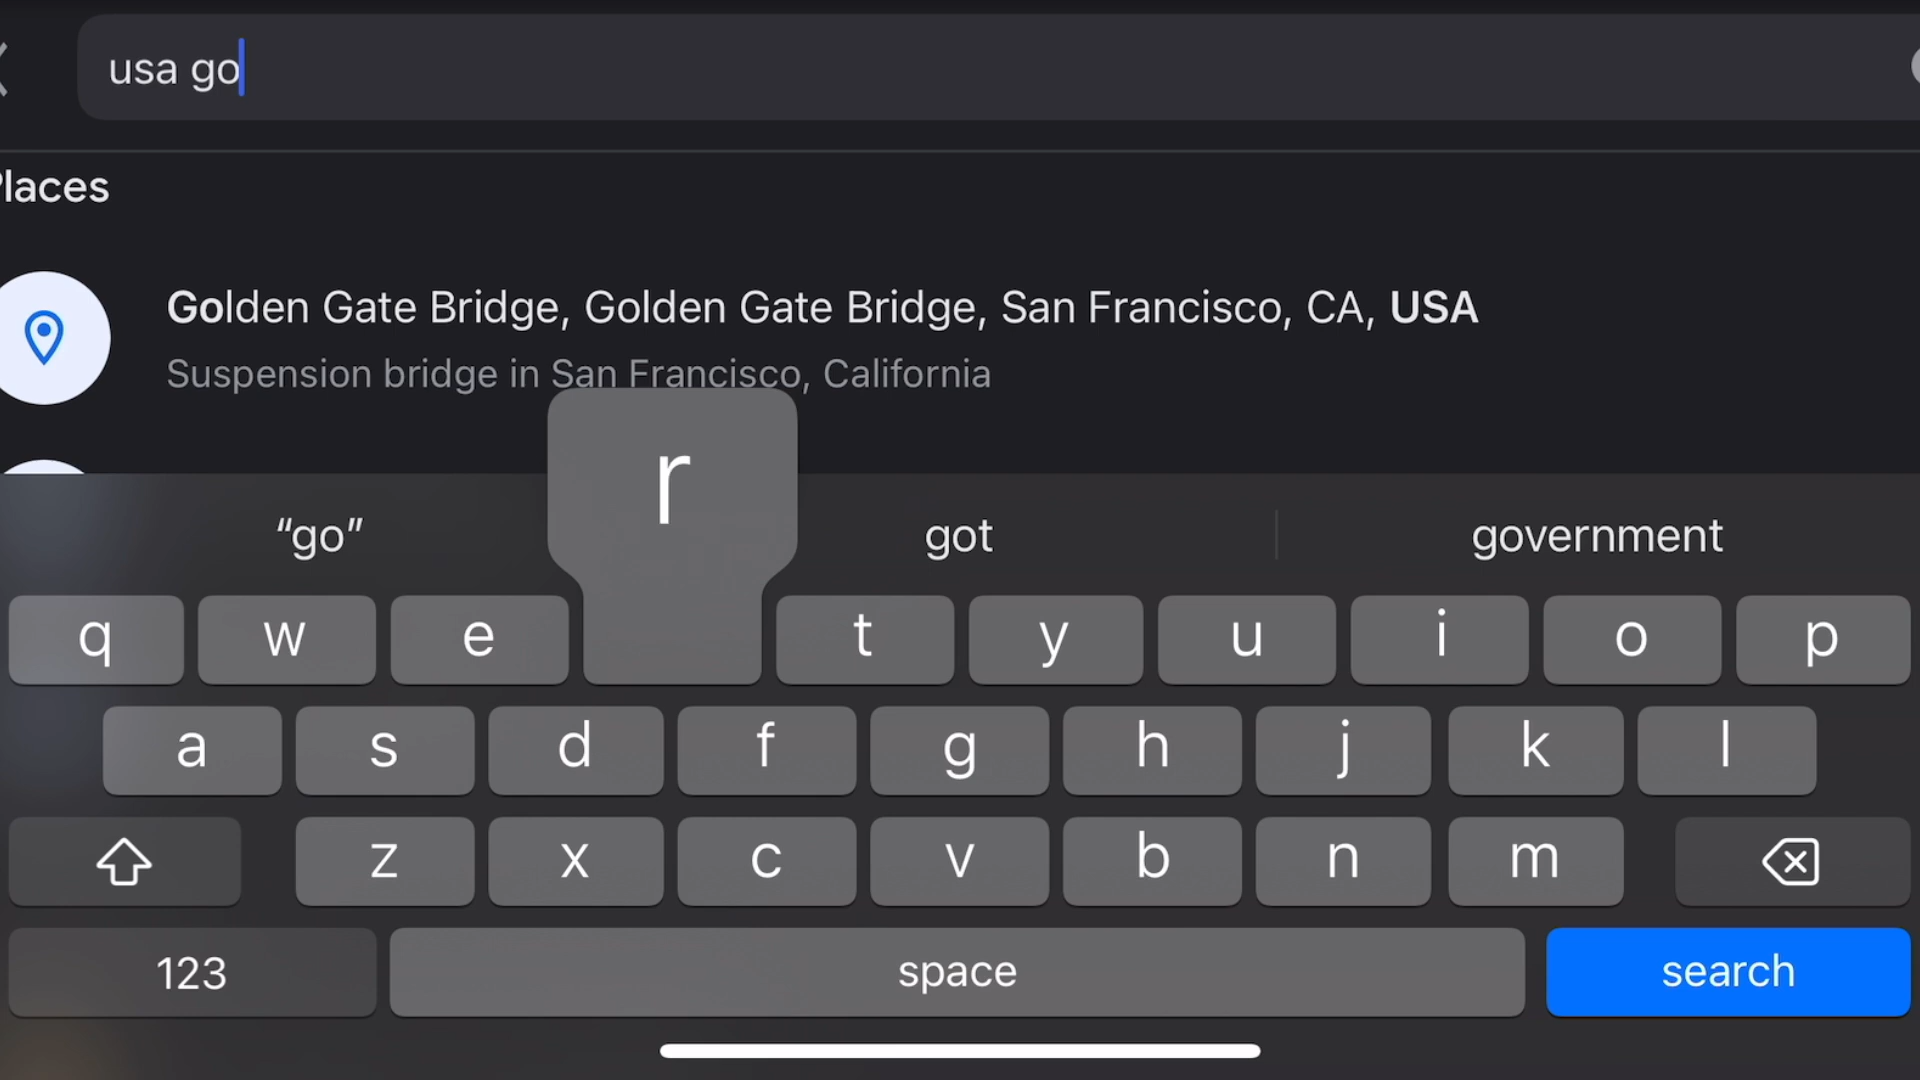 usa go
Places
Golden Gate Bridge, Golden Gate Bridge, San Francisco, CA, USA
Suspension bridge in San Francisco, California
r
“go” got government
q w e t y u i o p
a s d f g h j k l
z x c v b n m
123 space search